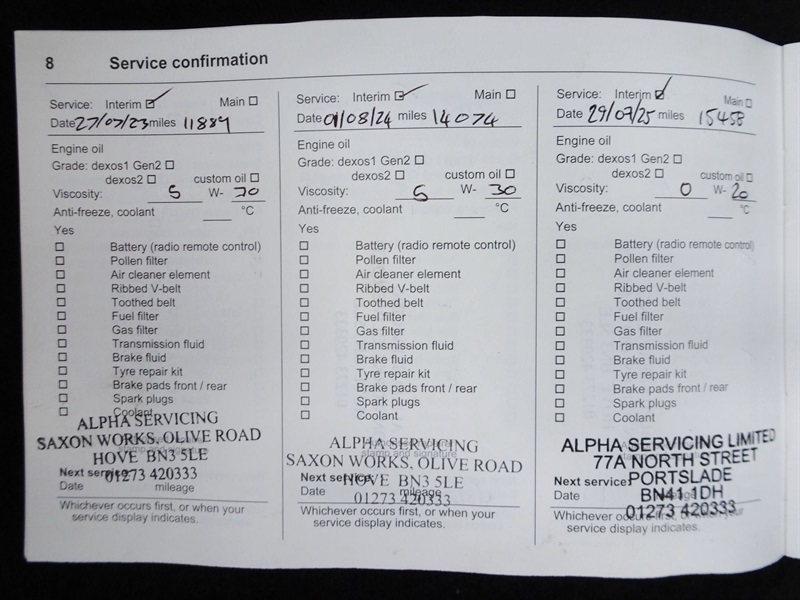 8 Service confirmation
Service: Interim ☑ Main ☐
Date 27/07/23 miles 11889
Engine oil
Grade: dexos1 Gen2 ☐
dexos2 ☐ custom oil ☐
Viscosity: 5 W- 30
Anti-freeze, coolant ___ °C
Yes
☐ Battery (radio remote control)
☐ Pollen filter
☐ Air cleaner element
☐ Ribbed V-belt
☐ Toothed belt
☐ Fuel filter
☐ Gas filter
☐ Transmission fluid
☐ Brake fluid
☐ Tyre repair kit
☐ Brake pads front / rear
☐ Spark plugs
☐ Coolant
ALPHA SERVICING
SAXON WORKS, OLIVE ROAD
HOVE BN3 5LE
Next service:
01273 420333
Date mileage
Whichever occurs first, or when your
service display indicates.
Service: Interim ☑ Main ☐
Date 01/08/24 miles 14074
Engine oil
Grade: dexos1 Gen2 ☐
dexos2 ☐ custom oil ☐
Viscosity: 5 W- 30
Anti-freeze, coolant ___ °C
Yes
☐ Battery (radio remote control)
☐ Pollen filter
☐ Air cleaner element
☐ Ribbed V-belt
☐ Toothed belt
☐ Fuel filter
☐ Gas filter
☐ Transmission fluid
☐ Brake fluid
☐ Tyre repair kit
☐ Brake pads front / rear
☐ Spark plugs
☐ Coolant
ALPHA SERVICING
stamp and signature
SAXON WORKS, OLIVE ROAD
Next service:
HOVE BN3 5LE
Date mileage
01273 420333
Whichever occurs first, or when your
service display indicates.
Service: Interim ☑ Main ☐
Date 29/07/25 miles 15458
Engine oil
Grade: dexos1 Gen2 ☐
dexos2 ☐ custom oil ☐
Viscosity: 0 W- 20
Anti-freeze, coolant ___ °C
Yes
☐ Battery (radio remote control)
☐ Pollen filter
☐ Air cleaner element
☐ Ribbed V-belt
☐ Toothed belt
☐ Fuel filter
☐ Gas filter
☐ Transmission fluid
☐ Brake fluid
☐ Tyre repair kit
☐ Brake pads front / rear
☐ Spark plugs
☐ Coolant
ALPHA SERVICING LIMITED
77A NORTH STREET
Next service:
PORTSLADE
Date mileage
BN41 1DH
01273 420333
Whichever occurs first, or when your
service display indicates.